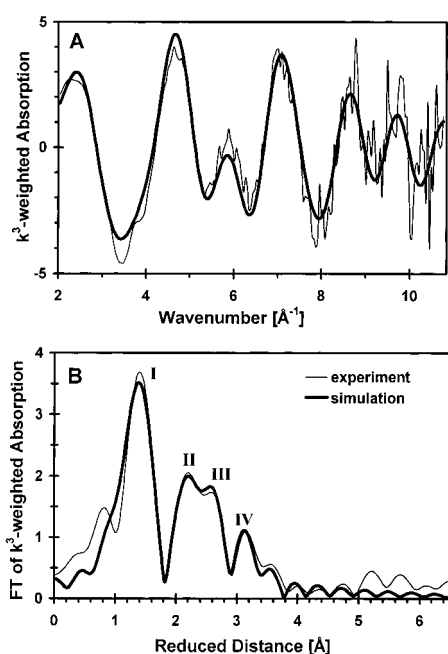 A
k³-weighted Absorption
5
0
-5
2 4 6 8 10
Wavenumber [Å⁻¹]
B
FT of k³-weighted Absorption
4
3
2
1
0
I
II
III
IV
experiment
simulation
0 1 2 3 4 5 6
Reduced Distance [Å]